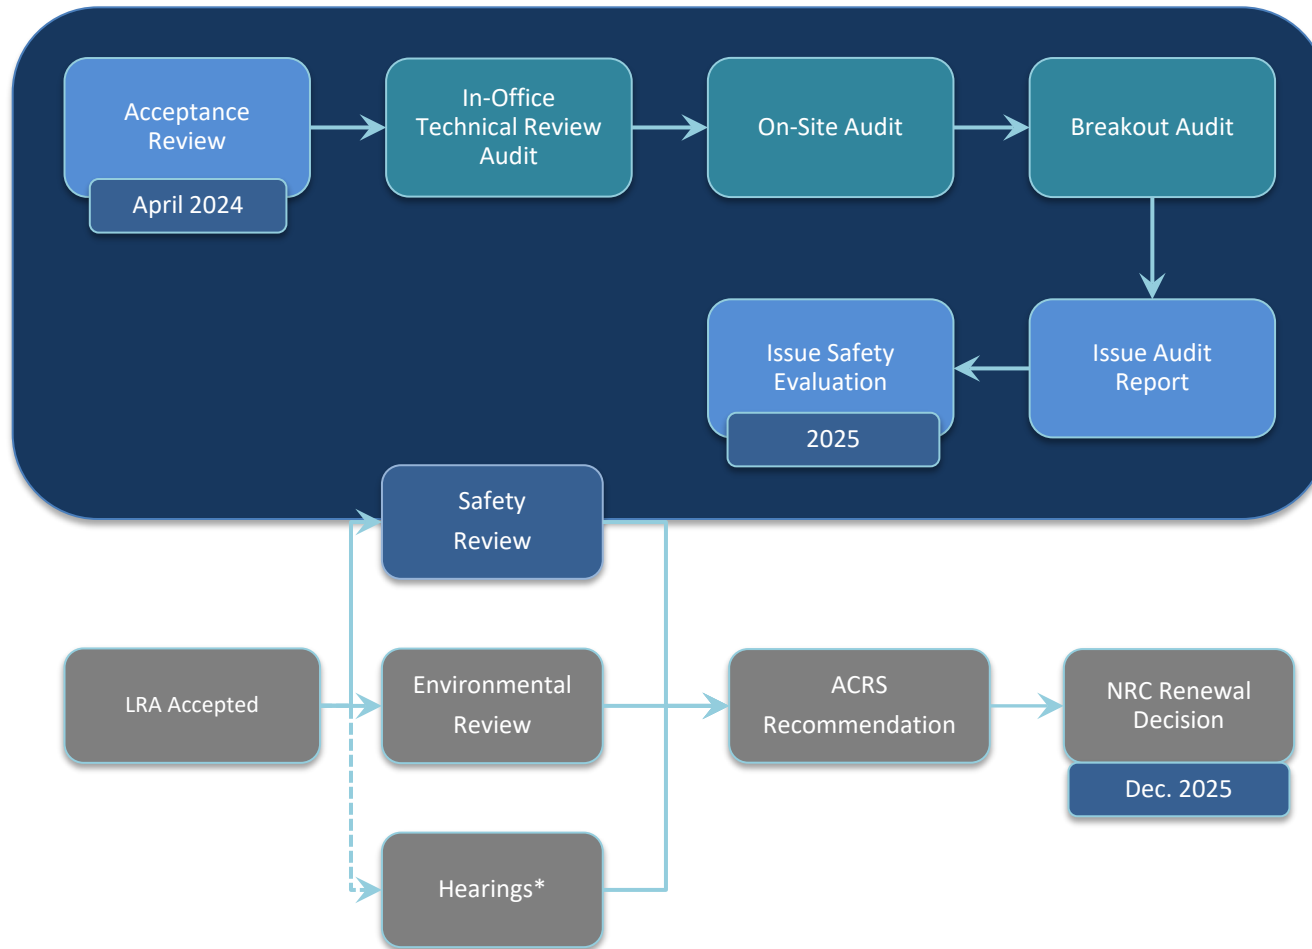 Acceptance
Review
April 2024
In-Office
Technical Review
Audit
On-Site Audit
Breakout Audit
Issue Safety
Evaluation
2025
Issue Audit
Report
Safety
Review
LRA Accepted
Environmental
Review
ACRS
Recommendation
NRC Renewal
Decision
Dec. 2025
Hearings*